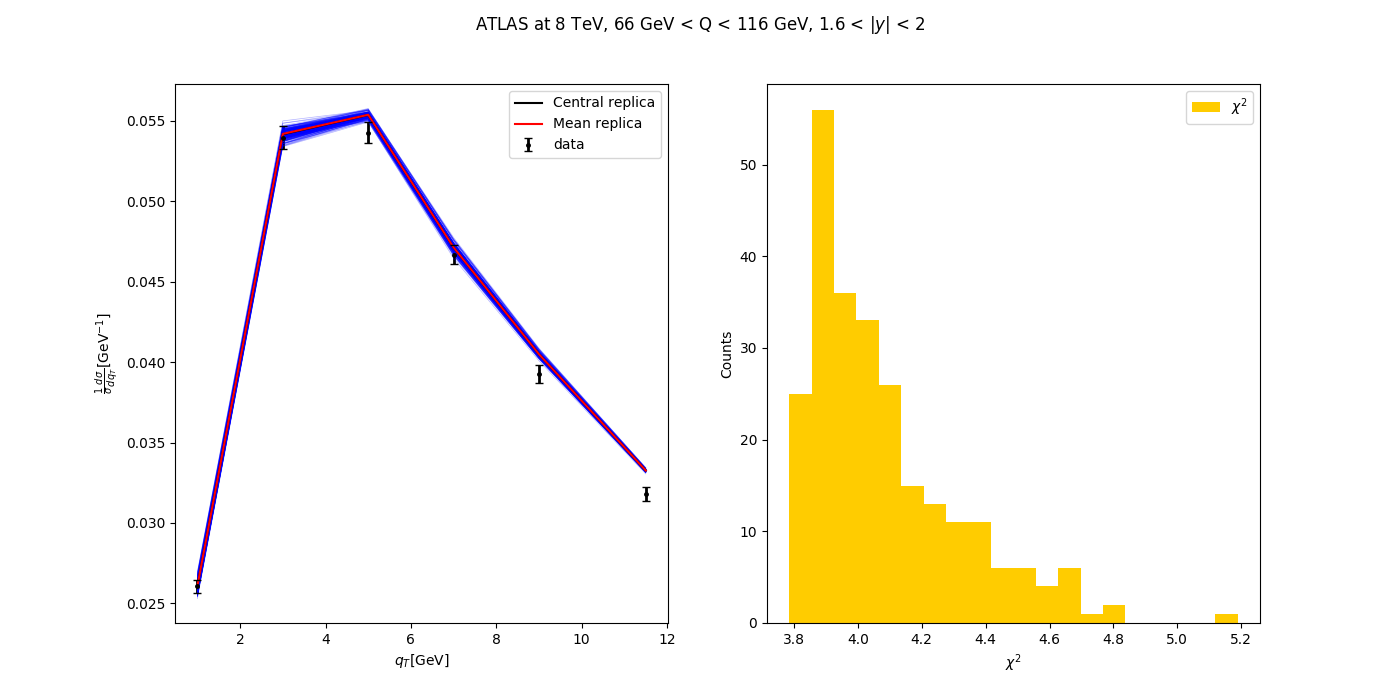 ATLAS at 8 TeV, 66 GeV < Q < 116 GeV, 1.6 < |y| < 2
Central replica
Mean replica
data
0.055
0.050
0.045
0.040
0.035
0.030
0.025
1/σ dσ/dq_T [GeV⁻¹]
2 4 6 8 10 12
q_T[GeV]
χ²
50
40
30
20
10
0
Counts
3.8 4.0 4.2 4.4 4.6 4.8 5.0 5.2
χ²